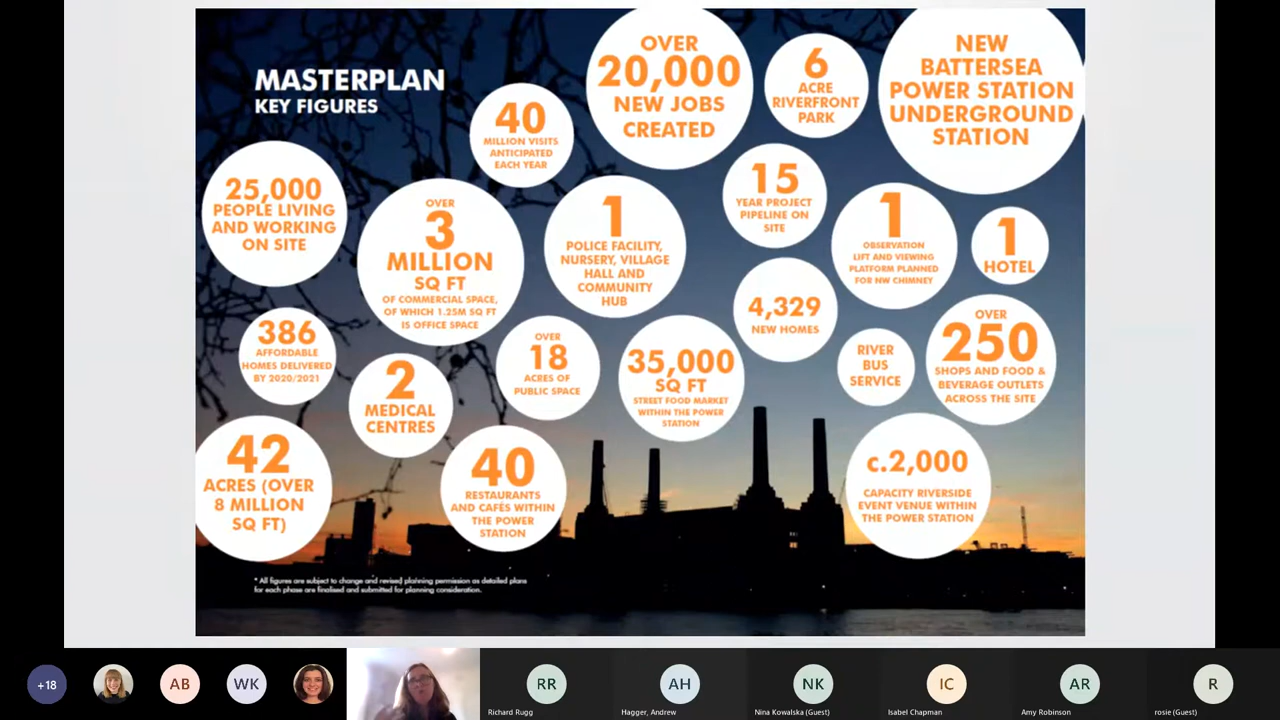 MASTERPLAN
KEY FIGURES
40
MILLION VISITS
ANTICIPATED
EACH YEAR
OVER
20,000
NEW JOBS
CREATED
6
ACRE
RIVERFRONT
PARK
NEW
BATTERSEA
POWER STATION
UNDERGROUND
STATION
25,000
PEOPLE LIVING
AND WORKING
ON SITE
OVER
3
MILLION
SQ FT
OF COMMERCIAL SPACE,
OF WHICH 1.25M SQ FT
IS OFFICE SPACE
1
POLICE FACILITY,
NURSERY, VILLAGE
HALL AND
COMMUNITY
HUB
15
YEAR PROJECT
PIPELINE ON
SITE
1
OBSERVATION
LIFT AND VIEWING
PLATFORM PLANNED
FOR NW CHIMNEY
1
HOTEL
386
AFFORDABLE
HOMES DELIVERED
BY 2020/2021
2
MEDICAL
CENTRES
OVER
18
ACRES OF
PUBLIC SPACE
35,000
SQ FT
STREET FOOD MARKET
WITHIN THE POWER
STATION
4,329
NEW HOMES
RIVER
BUS
SERVICE
OVER
250
SHOPS AND FOOD &
BEVERAGE OUTLETS
ACROSS THE SITE
42
ACRES (OVER
8 MILLION
SQ FT)
40
RESTAURANTS
AND CAFÉS WITHIN
THE POWER
STATION
c.2,000
CAPACITY RIVERSIDE
EVENT VENUE WITHIN
THE POWER STATION
* All figures are subject to change and revised planning permission as detailed plans
for each phase are finalised and submitted for planning consideration.
+18
AB
WK
RR
Richard Rugg
AH
Hagger, Andrew
NK
Nina Kowalska (Guest)
IC
Isabel Chapman
AR
Amy Robinson
R
rosie (Guest)